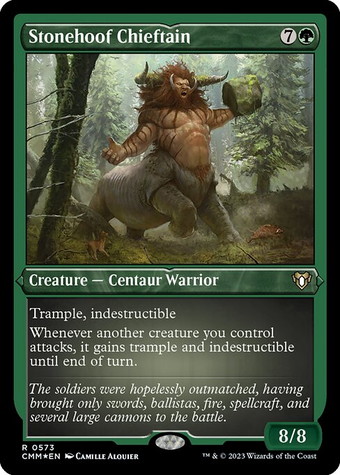 Stonehoof Chieftain 7
Creature — Centaur Warrior
Trample, indestructible
Whenever another creature you control
attacks, it gains trample and indestructible
until end of turn.
The soldiers were hopelessly outmatched, having
brought only swords, ballistas, fire, spellcraft, and
several large cannons to the battle.
8/8
R 0573
CMM★EN Camille Alquier ™ & © 2023 Wizards of the Coast